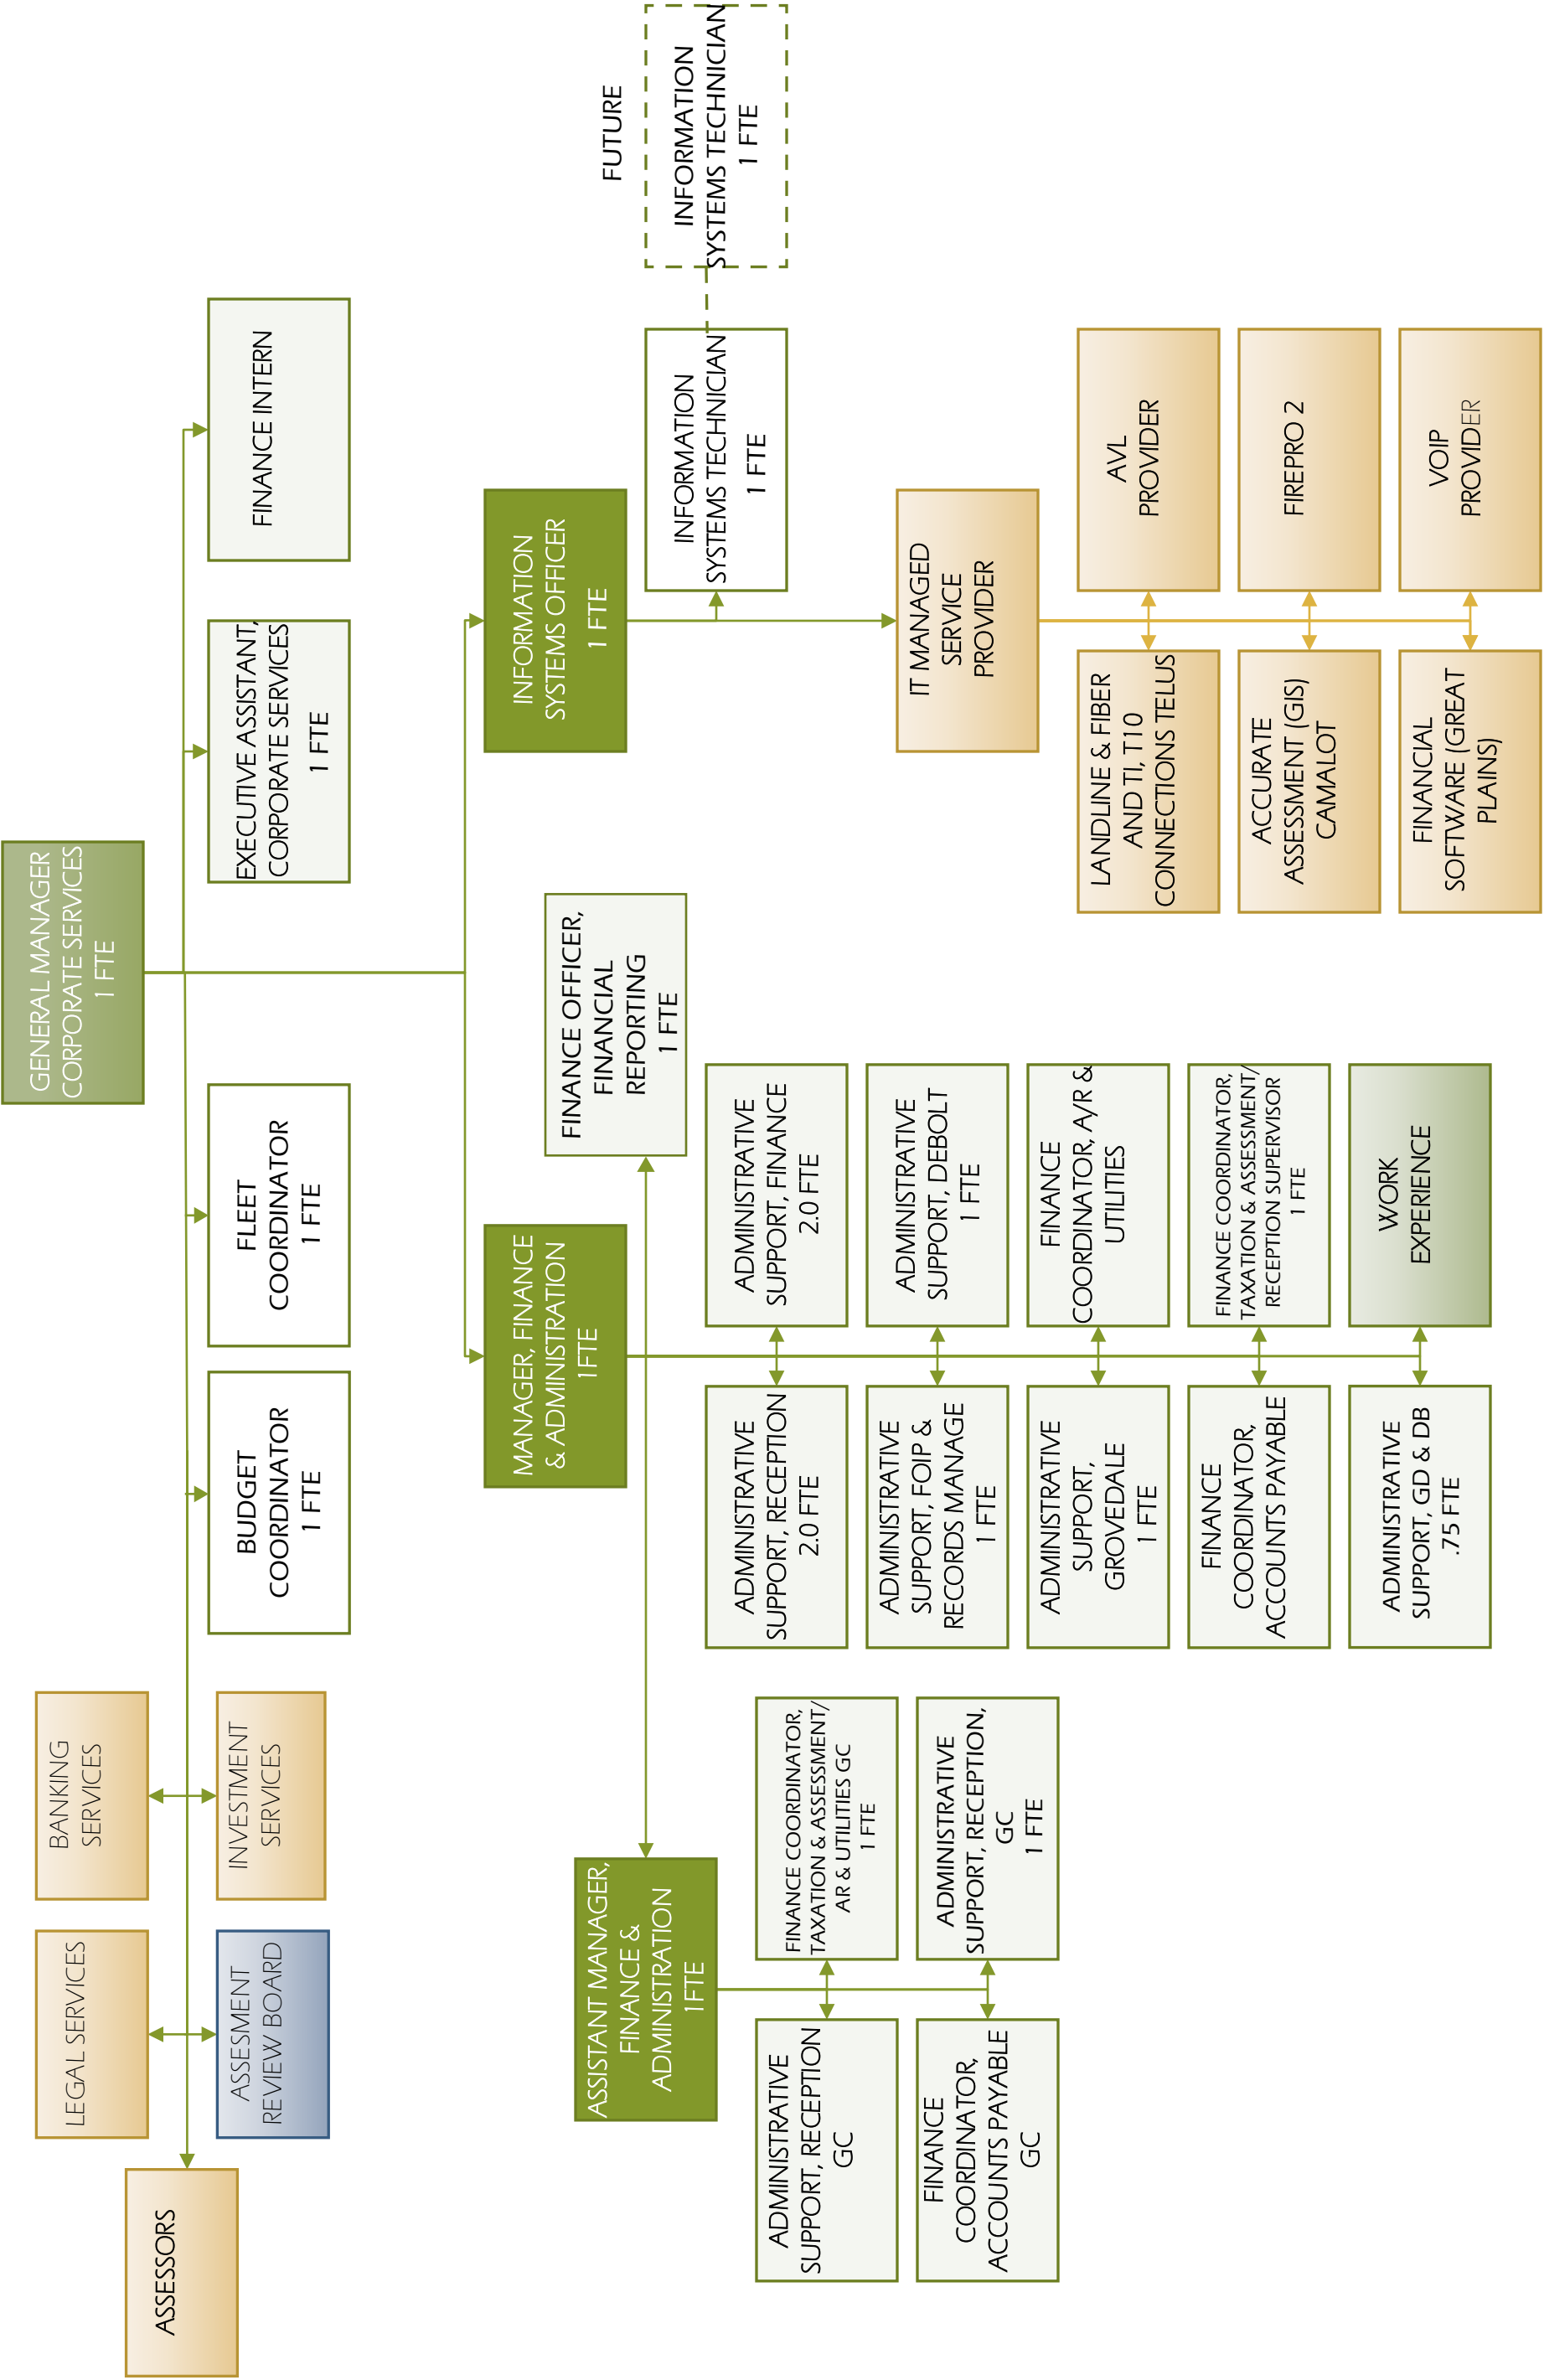 GENERAL MANAGER
CORPORATE SERVICES
1 FTE
ASSESSORS
LEGAL SERVICES
ASSESMENT
REVIEW BOARD
BANKING
SERVICES
INVESTMENT
SERVICES
BUDGET
COORDINATOR
1 FTE
FLEET
COORDINATOR
1 FTE
EXECUTIVE ASSISTANT,
CORPORATE SERVICES
1 FTE
FINANCE INTERN
MANAGER, FINANCE
& ADMINISTRATION
1FTE
INFORMATION
SYSTEMS OFFICER
1 FTE
ASSISTANT MANAGER,
FINANCE &
ADMINISTRATION
1FTE
FINANCE OFFICER,
FINANCIAL
REPORTING
1 FTE
INFORMATION
SYSTEMS TECHNICIAN
1 FTE
FUTURE
INFORMATION
SYSTEMS TECHNICIAN
1 FTE
ADMINISTRATIVE
SUPPORT, RECEPTION
GC
FINANCE COORDINATOR,
TAXATION & ASSESSMENT/
AR & UTILITIES GC
1 FTE
FINANCE
COORDINATOR,
ACCOUNTS PAYABLE
GC
ADMINISTRATIVE
SUPPORT, RECEPTION,
GC
1 FTE
ADMINISTRATIVE
SUPPORT, RECEPTION
2.0 FTE
ADMINISTRATIVE
SUPPORT, FINANCE
2.0 FTE
ADMINISTRATIVE
SUPPORT, FOIP &
RECORDS MANAGE
1 FTE
ADMINISTRATIVE
SUPPORT, DEBOLT
1 FTE
ADMINISTRATIVE
SUPPORT,
GROVEDALE
1 FTE
FINANCE
COORDINATOR, A/R &
UTILITIES
FINANCE
COORDINATOR,
ACCOUNTS PAYABLE
FINANCE COORDINATOR,
TAXATION & ASSESSMENT/
RECEPTION SUPERVISOR
1 FTE
ADMINISTRATIVE
SUPPORT, GD & DB
.75 FTE
WORK
EXPERIENCE
IT MANAGED
SERVICE
PROVIDER
LANDLINE & FIBER
AND TI, T10
CONNECTIONS TELUS
AVL
PROVIDER
ACCURATE
ASSESSMENT (GIS)
CAMALOT
FIREPRO 2
FINANCIAL
SOFTWARE (GREAT
PLAINS)
VOIP
PROVIDER